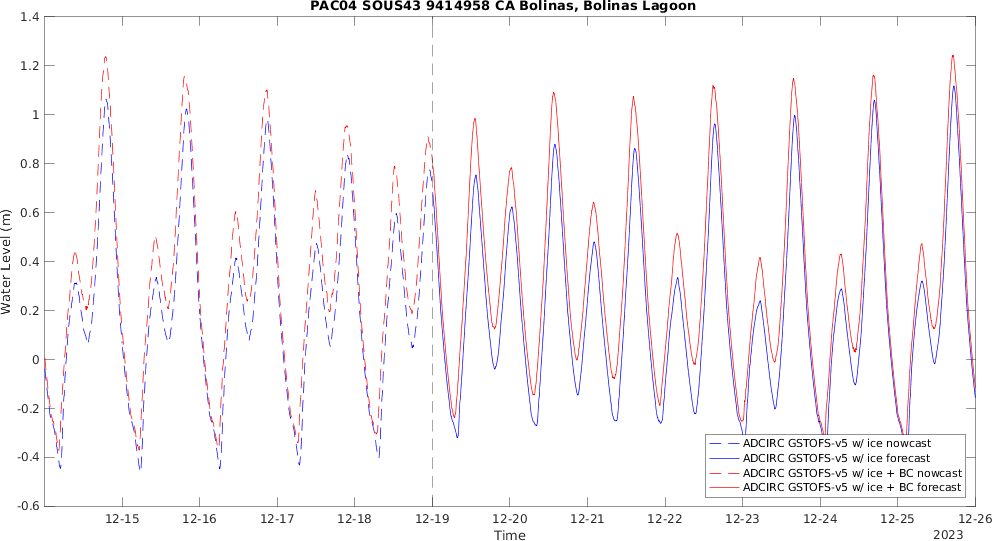 PAC04 SOUS43 9414958 CA Bolinas, Bolinas Lagoon
1.4
1.2
1
0.8
0.6
0.4
0.2
0
-0.2
-0.4
-0.6
Water Level (m)
ADCIRC GSTOFS-v5 w/ ice nowcast
ADCIRC GSTOFS-v5 w/ ice forecast
ADCIRC GSTOFS-v5 w/ ice + BC nowcast
ADCIRC GSTOFS-v5 w/ ice + BC forecast
12-15 12-16 12-17 12-18 12-19 12-20 12-21 12-22 12-23 12-24 12-25 12-26
Time
2023